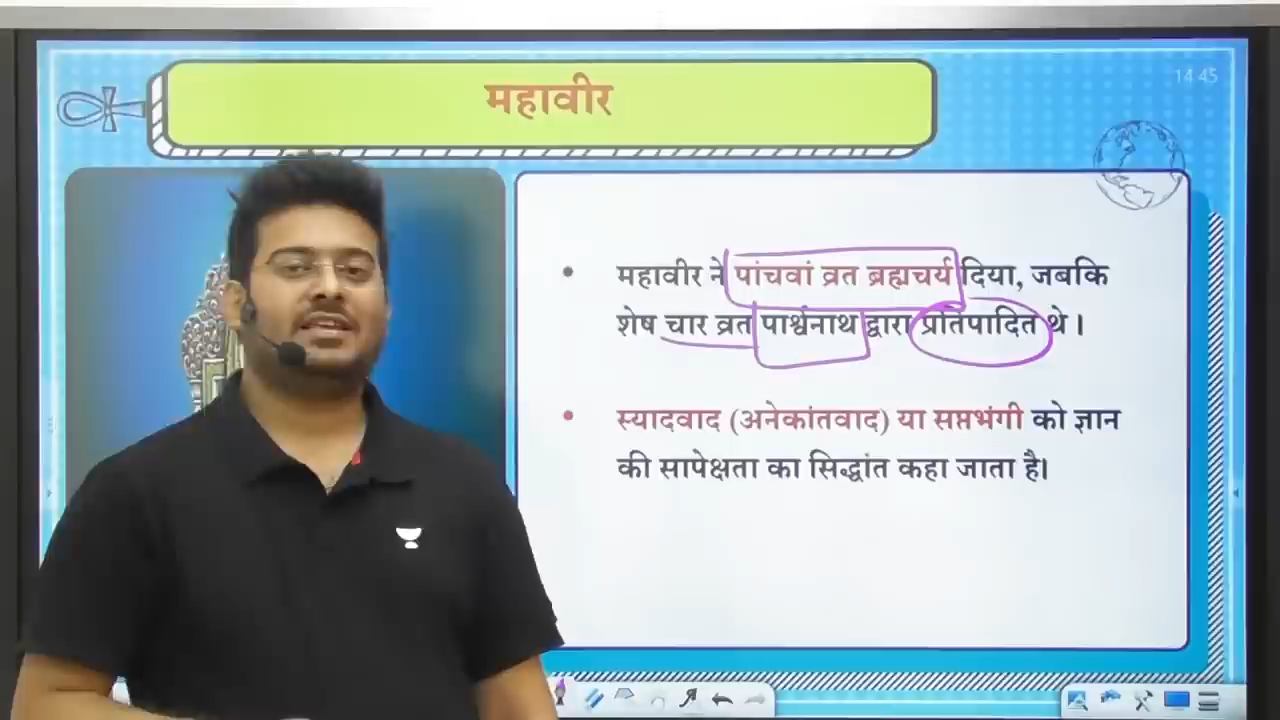 महावीर
14 45
महावीर ने पांचवां व्रत ब्रह्मचर्य दिया, जबकि
शेष चार व्रत पार्श्वनाथ द्वारा प्रतिपादित थे।
स्यादवाद (अनेकांतवाद) या सप्तभंगी को ज्ञान
की सापेक्षता का सिद्धांत कहा जाता है।